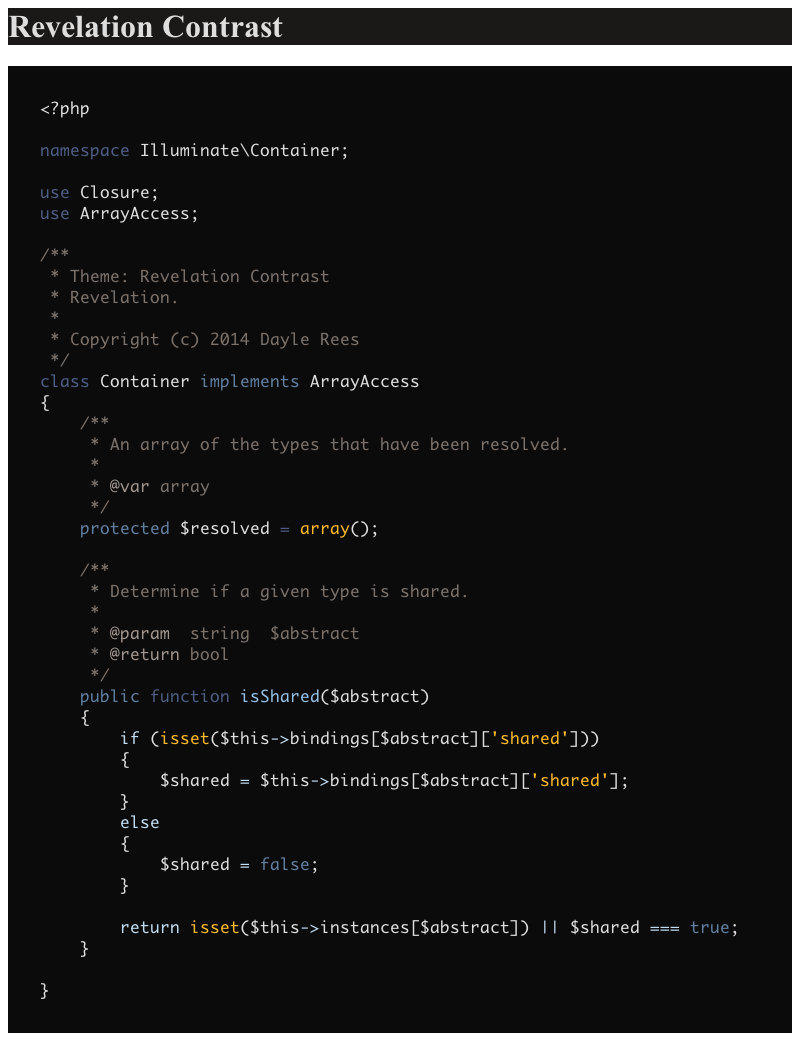 Revelation Contrast
<?php
namespace Illuminate\Container;
use Closure;
use ArrayAccess;
/**
 * Theme: Revelation Contrast
 * Revelation.
 *
 * Copyright (c) 2014 Dayle Rees
 */
class Container implements ArrayAccess
{
    /**
     * An array of the types that have been resolved.
     *
     * @var array
     */
    protected $resolved = array();
    /**
     * Determine if a given type is shared.
     *
     * @param  string  $abstract
     * @return bool
     */
    public function isShared($abstract)
    {
        if (isset($this->bindings[$abstract]['shared']))
        {
            $shared = $this->bindings[$abstract]['shared'];
        }
        else
        {
            $shared = false;
        }
        return isset($this->instances[$abstract]) || $shared === true;
    }
}